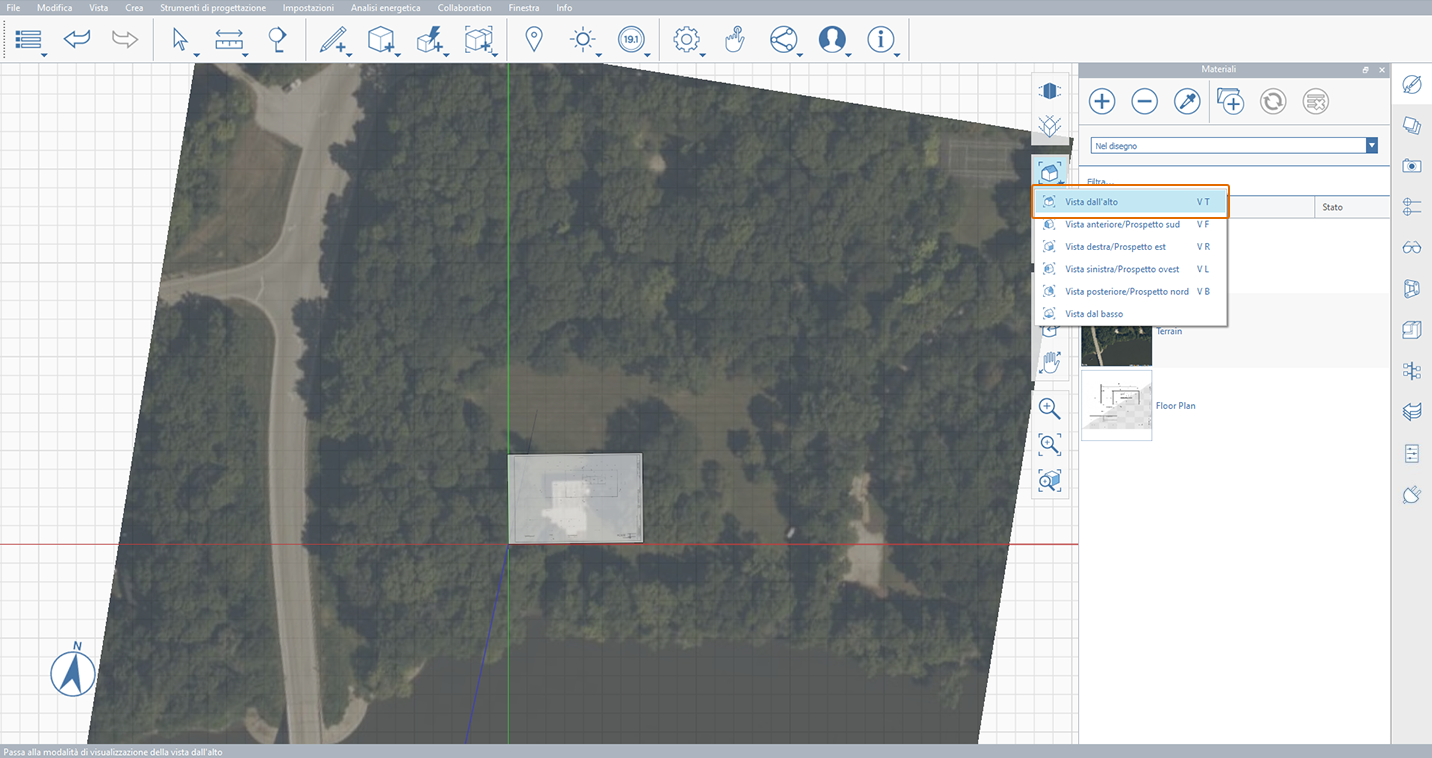 File Modifica Vista Crea Strumenti di progettazione Impostazioni Analisi energetica Collaboration Finestra Info
19.1
Materiali
Nel disegno
Filtra...
Stato
Vista dall'alto V T
Vista anteriore/Prospetto sud V F
Vista destra/Prospetto est V R
Vista sinistra/Prospetto ovest V L
Vista posteriore/Prospetto nord V B
Vista dal basso
Terrain
Floor Plan
N
Passa alla modalità di visualizzazione della vista dall'alto